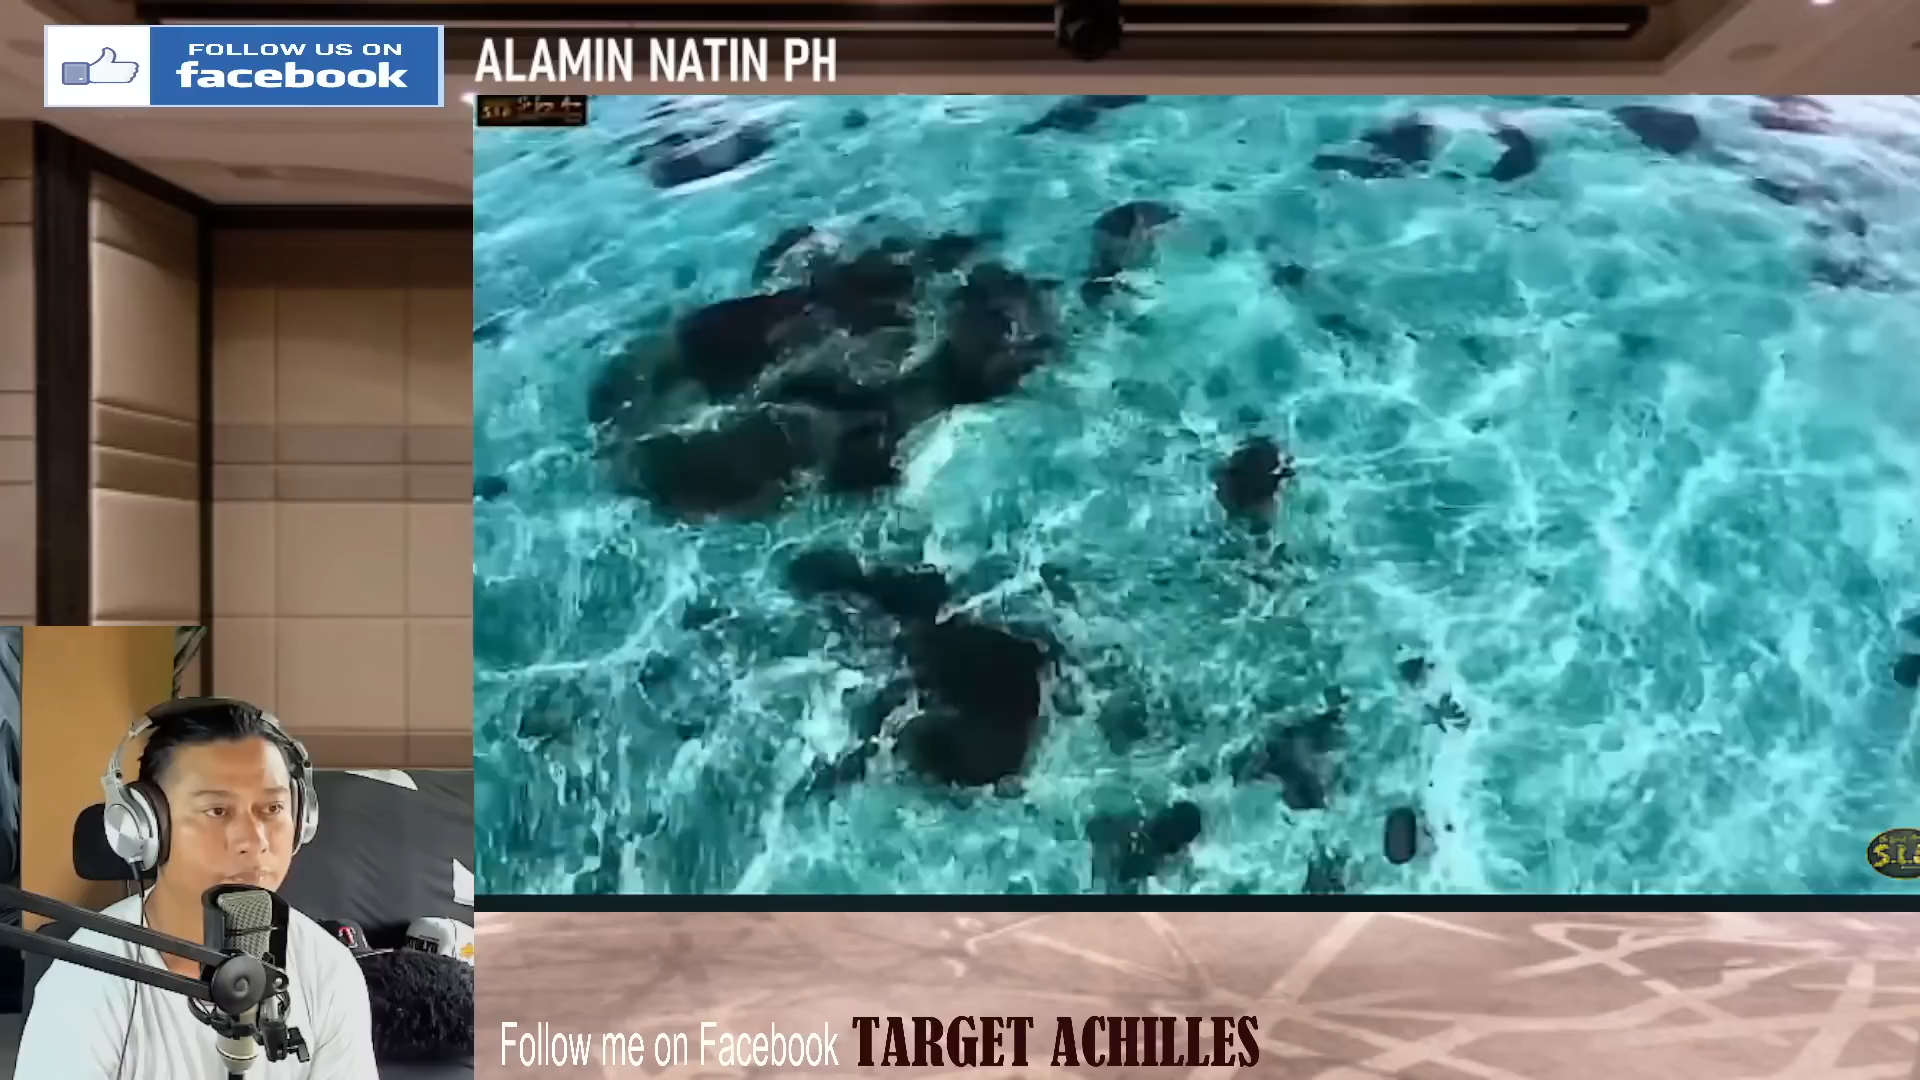 FOLLOW US ON
facebook
ALAMIN NATIN PH
Follow me on Facebook TARGET ACHILLES